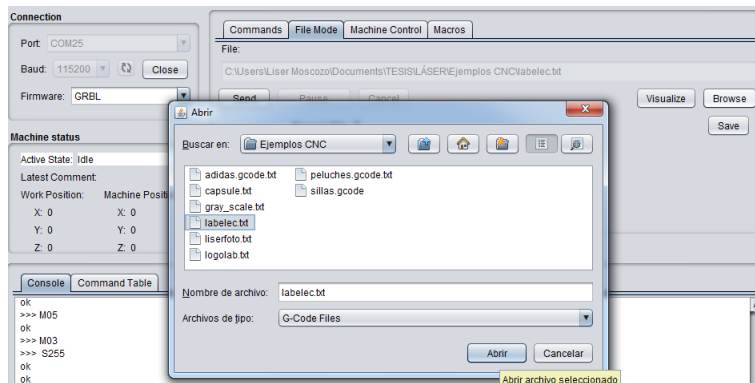 Connection
Port: COM25
Baud: 115200 Close
Firmware: GRBL
Commands File Mode Machine Control Macros
File:
C:\Users\Liser Moscozo\Documents\TESIS\LÁSER\Ejemplos CNC\labelec.txt
Send Pause Cancel Visualize Browse
Save
Machine status
Active State: Idle
Latest Comment:
Work Position: Machine Positi
X: 0 X: 0
Y: 0 Y: 0
Z: 0 Z: 0
Abrir
Buscar en: Ejemplos CNC
adidas.gcode.txt peluches.gcode.txt
capsule.txt sillas.gcode
gray_scale.txt
labelec.txt
liserfoto.txt
logolab.txt
Nombre de archivo: labelec.txt
Archivos de tipo: G-Code Files
Abrir Cancelar
Abrir archivo seleccionado
Console Command Table
ok
>>> M05
ok
>>> M03
>>> S255
ok
ok